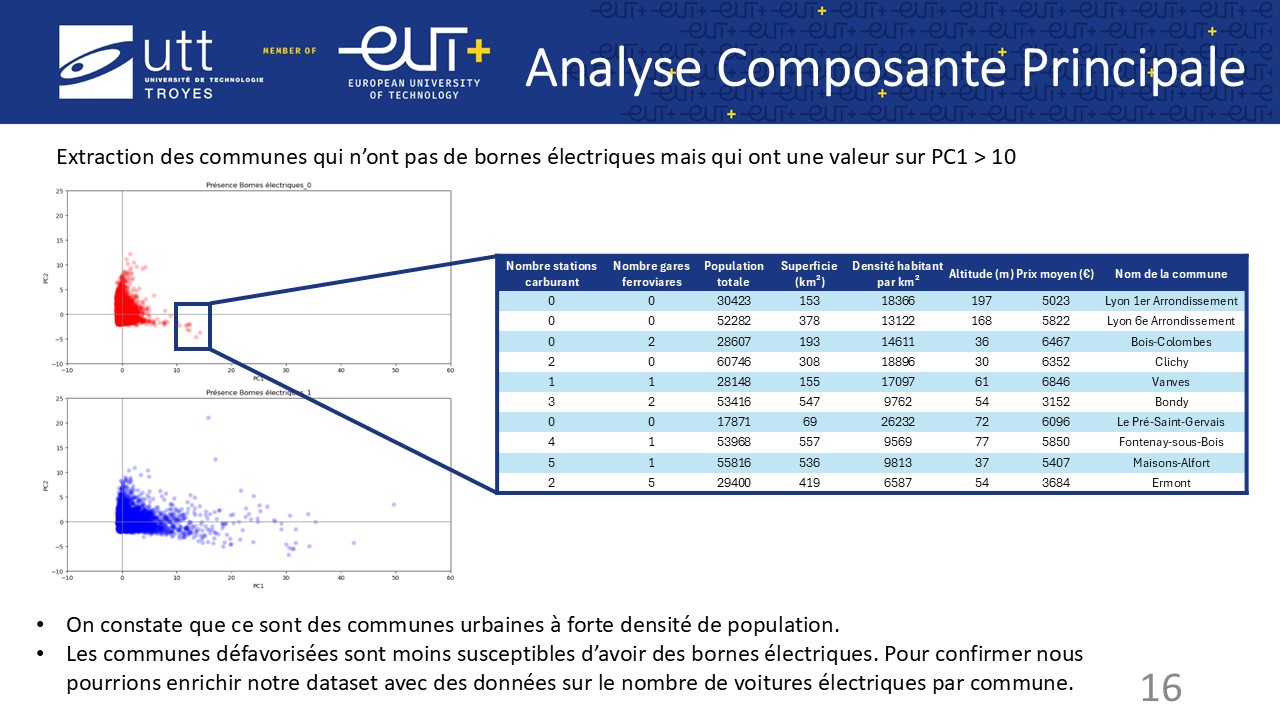 utt
UNIVERSITÉ DE TECHNOLOGIE
TROYES
MEMBER OF
EUT+
EUROPEAN UNIVERSITY
OF TECHNOLOGY
Analyse Composante Principale
Extraction des communes qui n’ont pas de bornes électriques mais qui ont une valeur sur PC1 > 10
Présence Bornes électriques_0
25
20
15
10
5
0
−5
−10
PC2
−10 0 10 20 30 40 50 60
PC1
Présence Bornes électriques_1
25
20
15
10
5
0
−5
−10
PC2
−10 0 10 20 30 40 50 60
PC1
Nombre stations carburant Nombre gares ferroviares Population totale Superficie (km²) Densité habitant par km² Altitude (m) Prix moyen (€) Nom de la commune
0 0 30423 153 18366 197 5023 Lyon 1er Arrondissement
0 0 52282 378 13122 168 5822 Lyon 6e Arrondissement
0 2 28607 193 14611 36 6467 Bois-Colombes
2 0 60746 308 18896 30 6352 Clichy
1 1 28148 155 17097 61 6846 Vanves
3 2 53416 547 9762 54 3152 Bondy
0 0 17871 69 26232 72 6096 Le Pré-Saint-Gervais
4 1 53968 557 9569 77 5850 Fontenay-sous-Bois
5 1 55816 536 9813 37 5407 Maisons-Alfort
2 5 29400 419 6587 54 3684 Ermont
• On constate que ce sont des communes urbaines à forte densité de population.
• Les communes défavorisées sont moins susceptibles d’avoir des bornes électriques. Pour confirmer nous
pourrions enrichir notre dataset avec des données sur le nombre de voitures électriques par commune.
16